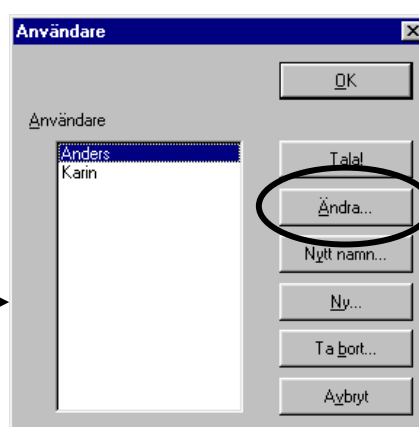 Användare
OK
Användare
Anders
Karin
Tala!
Ändra...
Nytt namn...
Ny...
Ta bort...
Avbryt